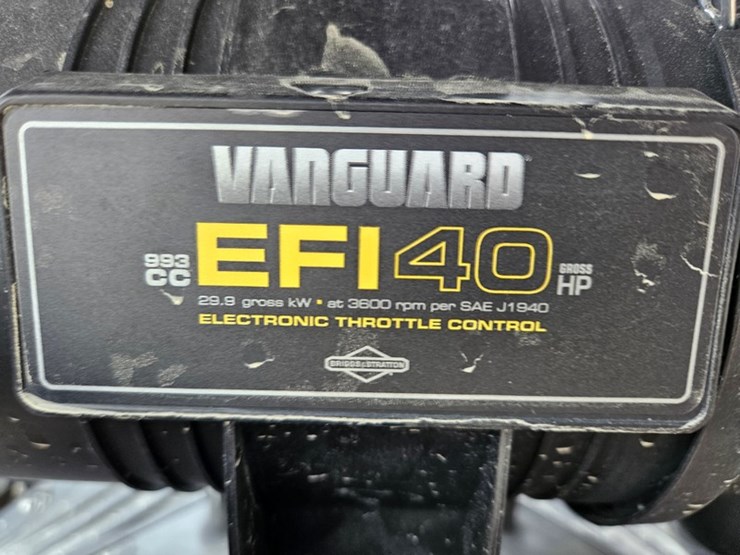 VANGUARD
993 CC EFI 40 GROSS HP
29.9 gross kW • at 3600 rpm per SAE J1940
ELECTRONIC THROTTLE CONTROL
BRIGGS&STRATTON